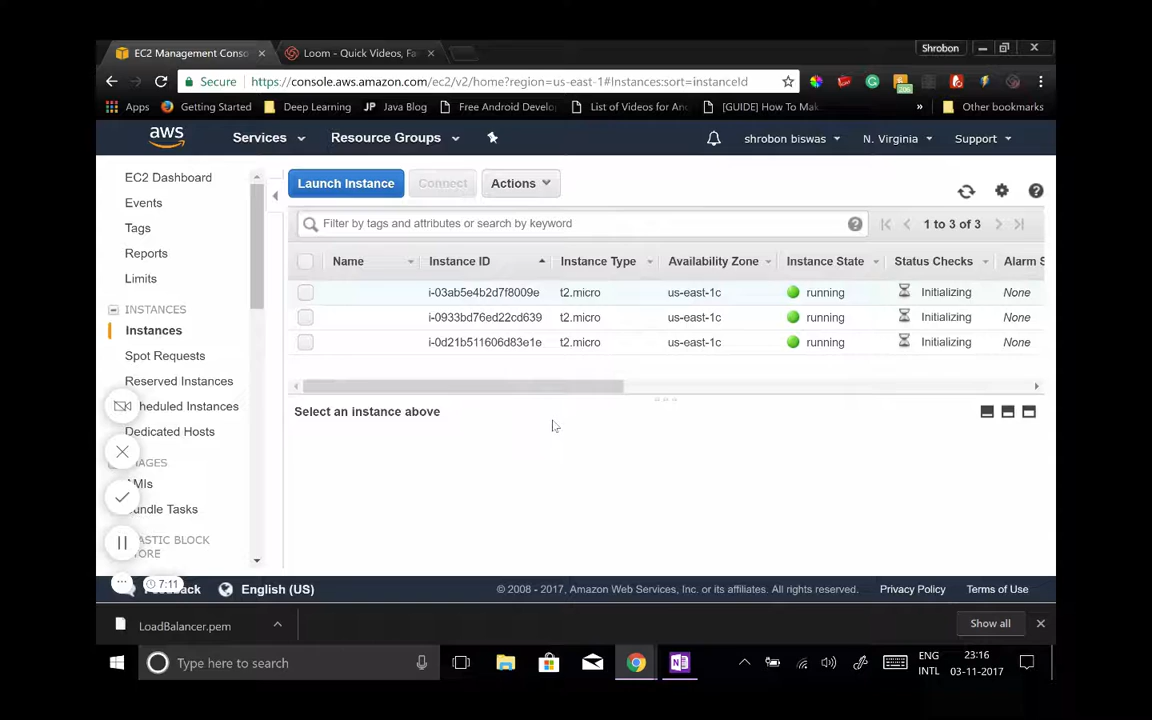 EC2 Management Conso
Loom - Quick Videos, Fa
Shrobon
Secure https://console.aws.amazon.com/ec2/v2/home?region=us-east-1#Instances:sort=instanceId
206
Apps Getting Started Deep Learning JP Java Blog Free Android Develo List of Videos for And [GUIDE] How To Mak » Other bookmarks
aws Services Resource Groups shrobon biswas N. Virginia Support
EC2 Dashboard
Events
Tags
Reports
Limits
INSTANCES
Instances
Spot Requests
Reserved Instances
heduled Instances
Dedicated Hosts
AGES
AMIs
undle Tasks
ASTIC BLOCK
ORE
Launch Instance Connect Actions
Filter by tags and attributes or search by keyword 1 to 3 of 3
Name Instance ID Instance Type Availability Zone Instance State Status Checks Alarm S
i-03ab5e4b2d7f8009e t2.micro us-east-1c running Initializing None
i-0933bd76ed22cd639 t2.micro us-east-1c running Initializing None
i-0d21b511606d83e1e t2.micro us-east-1c running Initializing None
Select an instance above
7:11
Feedback English (US) © 2008 - 2017, Amazon Web Services, Inc. or its affiliates. All rights reserved. Privacy Policy Terms of Use
LoadBalancer.pem Show all
Type here to search ENG INTL 23:16 03-11-2017